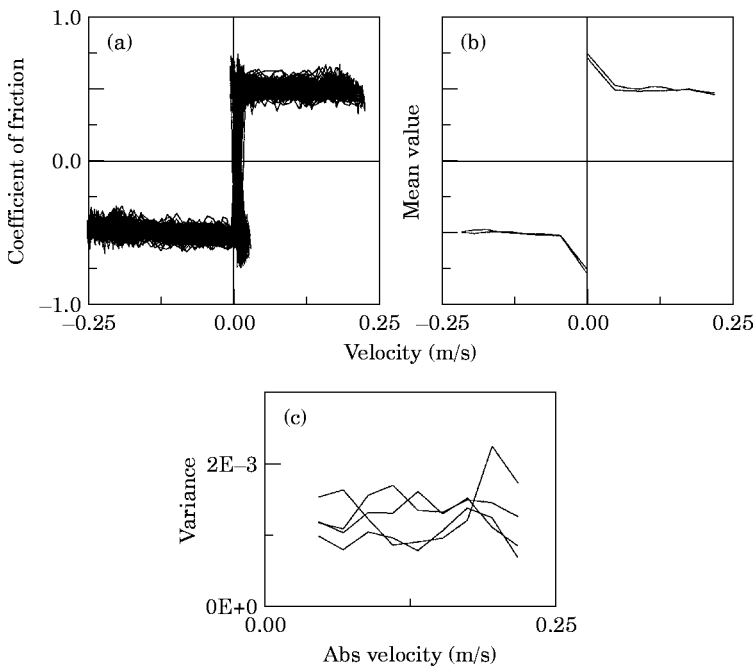 1.0
(a)
(b)
Coefficient of friction
0.0
Mean value
–1.0
–0.25
0.00
0.25
–0.25
0.00
0.25
Velocity (m/s)
(c)
2E–3
Variance
0E+0
0.00
0.25
Abs velocity (m/s)